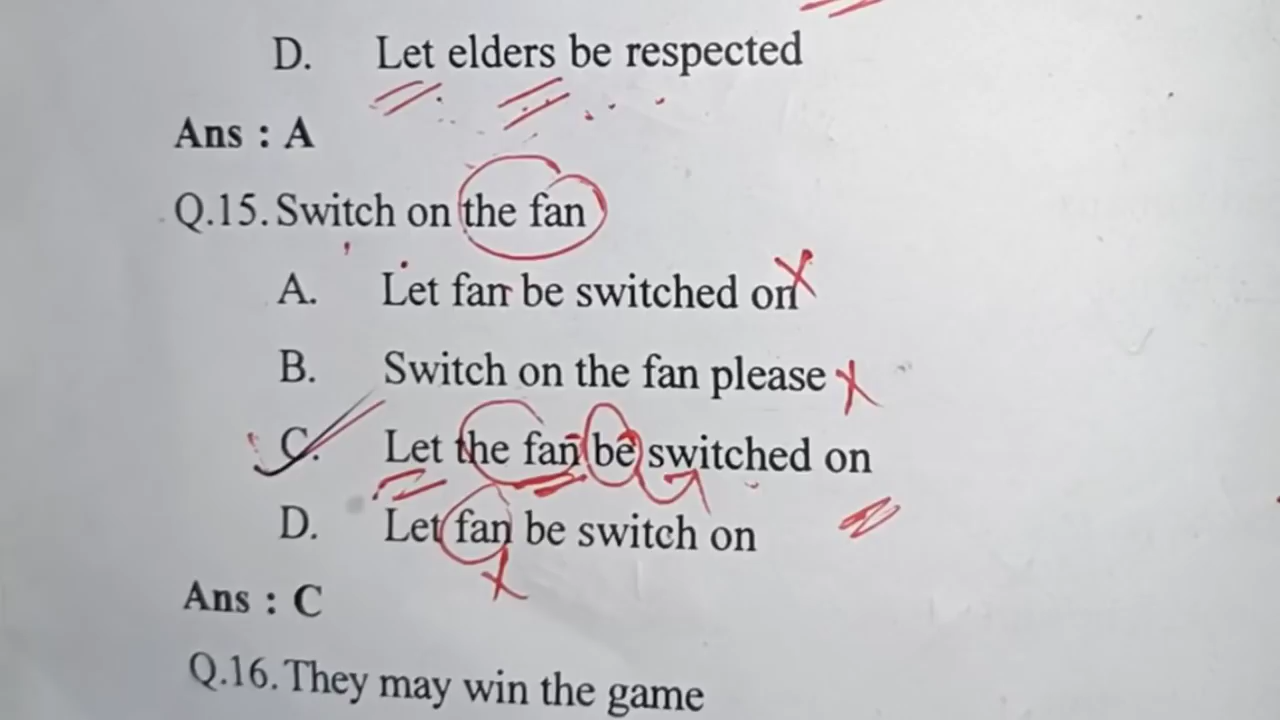 D. Let elders be respected
Ans : A
Q.15. Switch on the fan
A. Let fan be switched on
B. Switch on the fan please
C. Let the fan be switched on
D. Let fan be switch on
Ans : C
Q.16. They may win the game